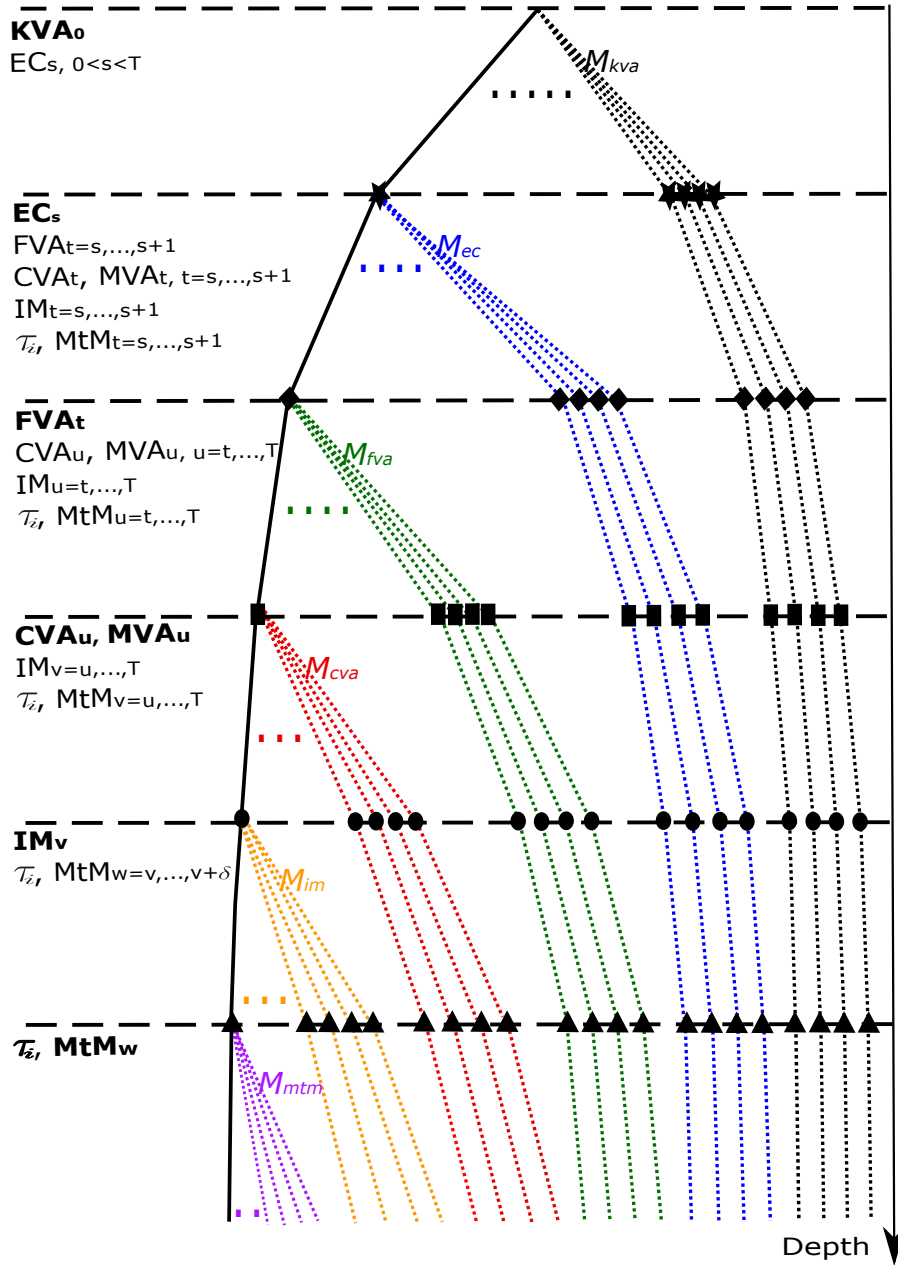 KVA₀
ECs, 0<s<T
Mkva
ECs
FVAt=s,...,s+1
CVAt, MVAt, t=s,...,s+1
IMt=s,...,s+1
𝒯i, MtMt=s,...,s+1
Mec
FVAt
CVAu, MVAu, u=t,...,T
IMu=t,...,T
𝒯i, MtMu=t,...,T
Mfva
CVAu, MVAu
IMv=u,...,T
𝒯i, MtMv=u,...,T
Mcva
IMv
𝒯i, MtMw=v,...,v+δ
Mim
𝒯i, MtMw
Mmtm
Depth